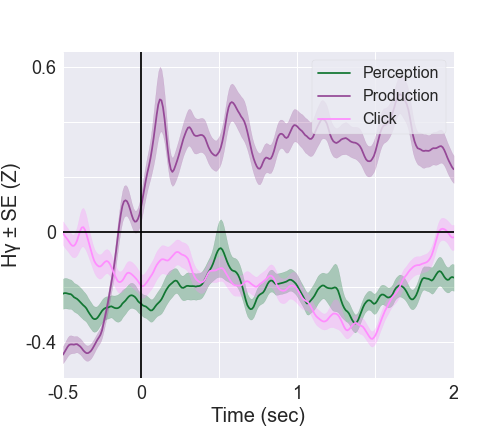 0.6
Perception
Production
Click
0
-0.4
Hγ ± SE (Z)
-0.5
0
1
2
Time (sec)